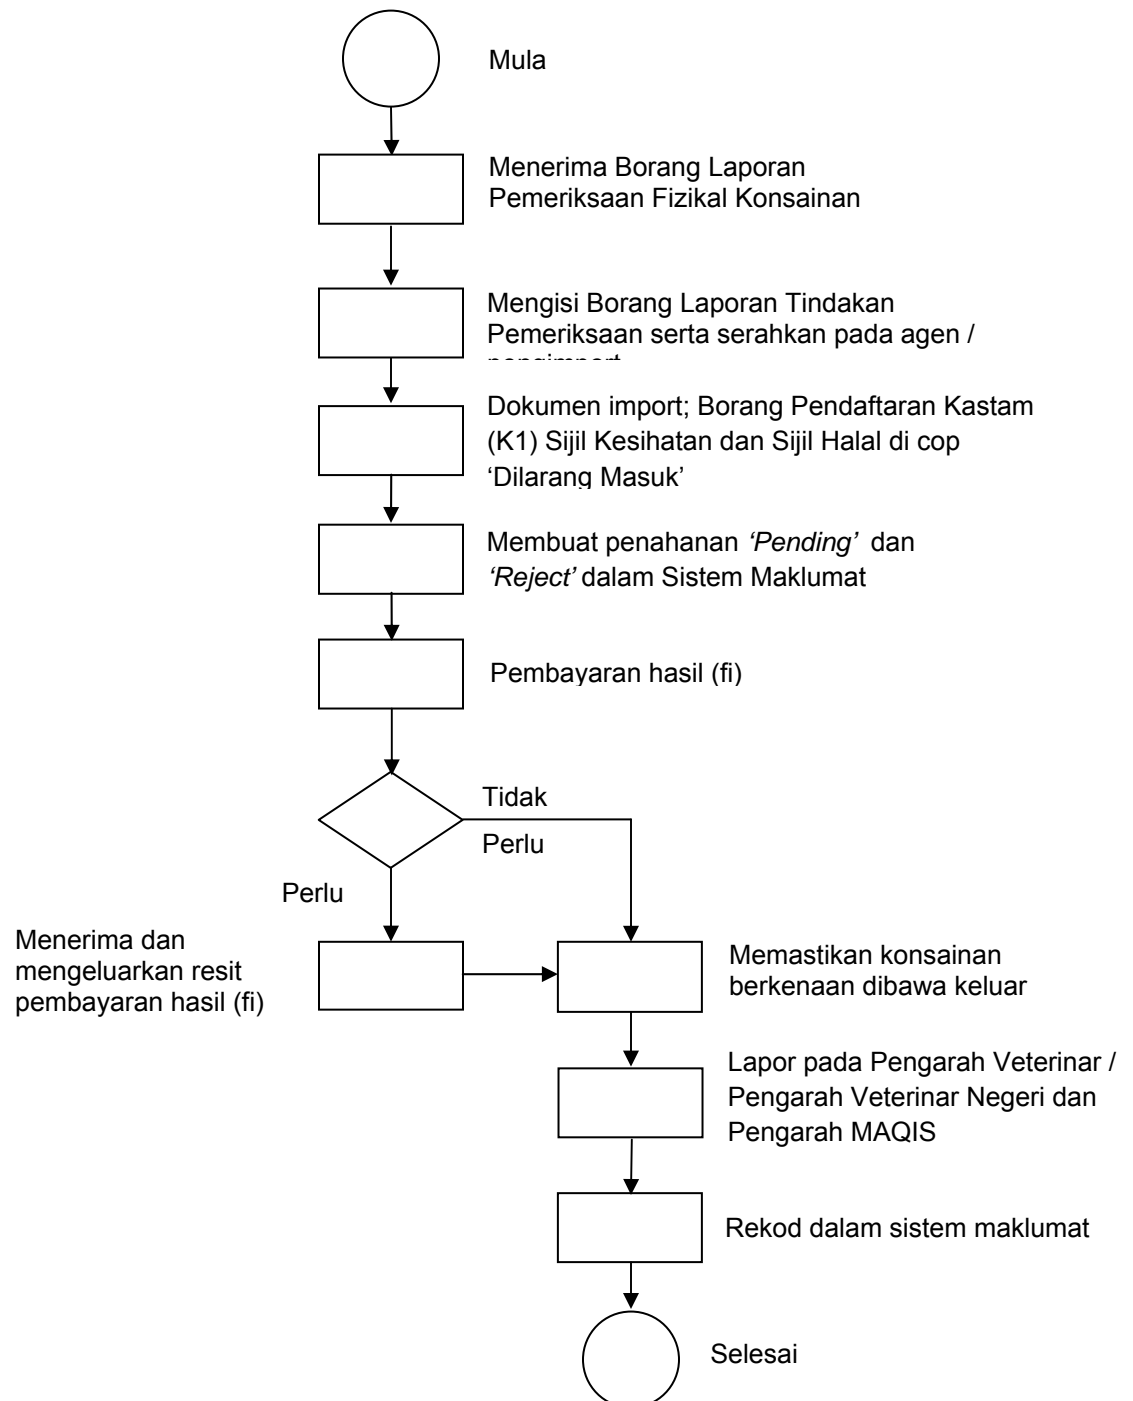 Mula
Menerima Borang Laporan
Pemeriksaan Fizikal Konsainan
Mengisi Borang Laporan Tindakan
Pemeriksaan serta serahkan pada agen /
Dokumen import; Borang Pendaftaran Kastam
(K1) Sijil Kesihatan dan Sijil Halal di cop
‘Dilarang Masuk’
Membuat penahanan ‘Pending’ dan
‘Reject’ dalam Sistem Maklumat
Pembayaran hasil (fi)
Tidak
Perlu
Perlu
Menerima dan
mengeluarkan resit
pembayaran hasil (fi)
Memastikan konsainan
berkenaan dibawa keluar
Lapor pada Pengarah Veterinar /
Pengarah Veterinar Negeri dan
Pengarah MAQIS
Rekod dalam sistem maklumat
Selesai